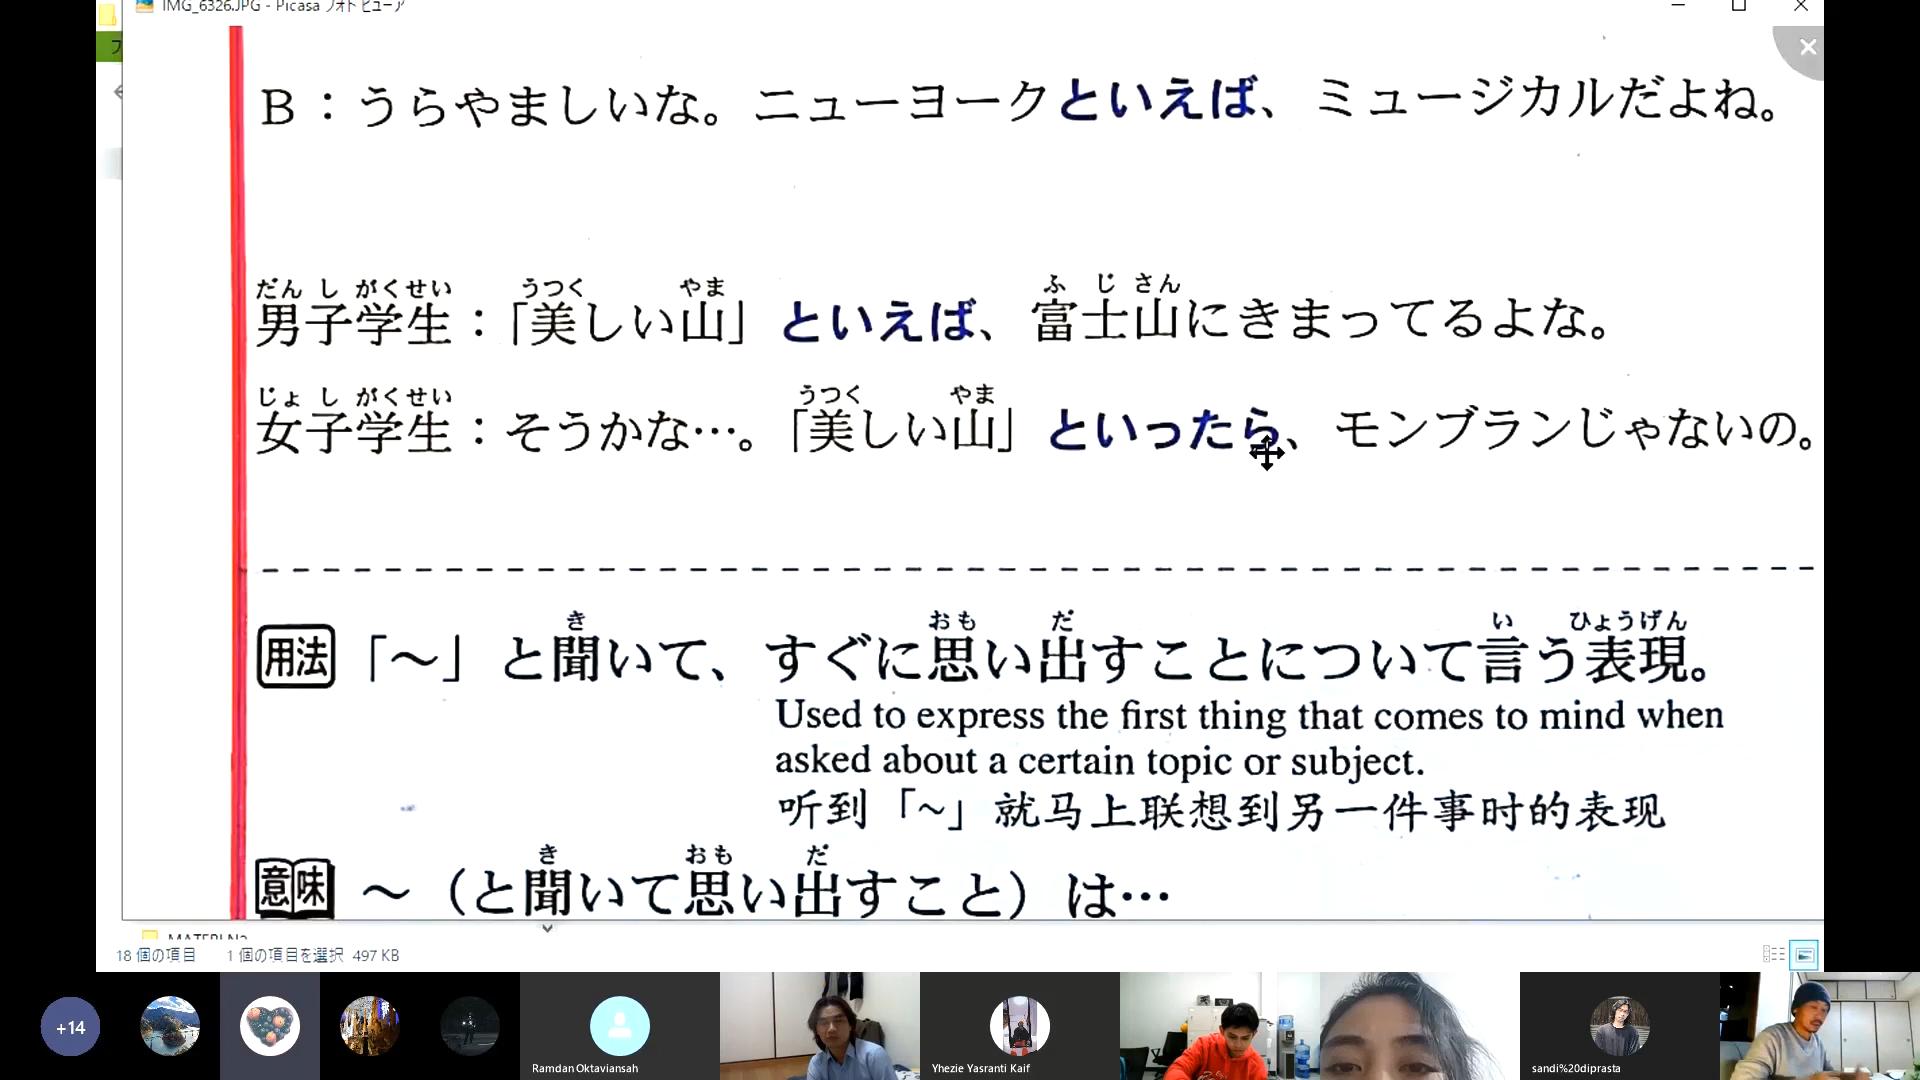 IMG_6326.JPG - Picasa フォト ビューア
B：うらやましいな。ニューヨークといえば、ミュージカルだよね。
だん し がくせい うつく やま ふ じ さん
男子学生：「美しい山」といえば、富士山にきまってるよな。
じょ し がくせい うつく やま
女子学生：そうかな…。「美しい山」といったら、モンブランじゃないの。
き おも だ い ひょうげん
用法 「～」と聞いて、すぐに思い出すことについて言う表現。
Used to express the first thing that comes to mind when
asked about a certain topic or subject.
听到「～」就马上联想到另一件事时的表现
き おも だ
意味 ～（と聞いて思い出すこと）は…
18 個の項目 1 個の項目を選択 497 KB
+14
Ramdan Oktaviansah
Yhezie Yasranti Kaif
sandi%20diprasta